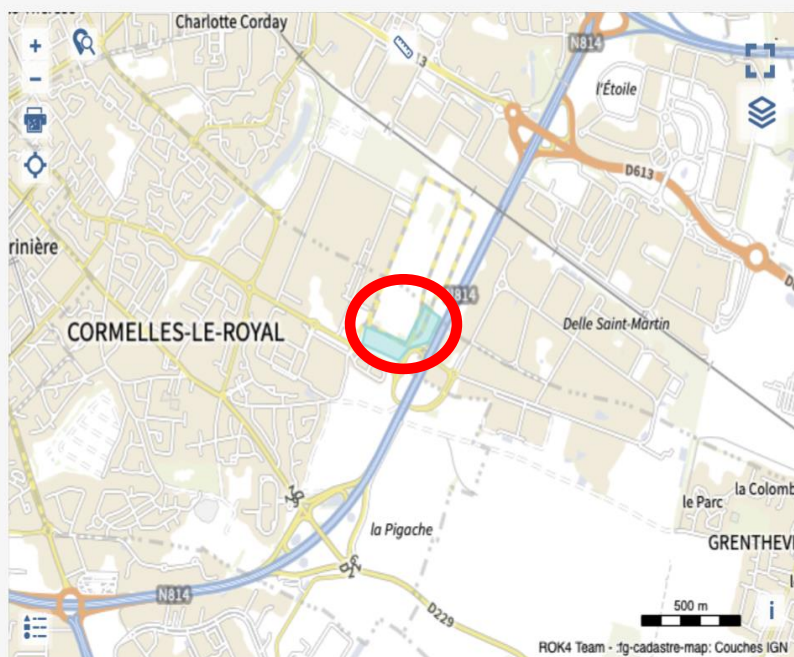 Charlotte Corday
13
N814
l'Étoile
D613
rinière
N814
CORMELLES-LE-ROYAL
Delle Saint-Martin
la Colomb
le Parc
la Pigache
GRENTHEVI
N814
D229
500 m
i
ROK4 Team - :fg-cadastre-map: Couches IGN